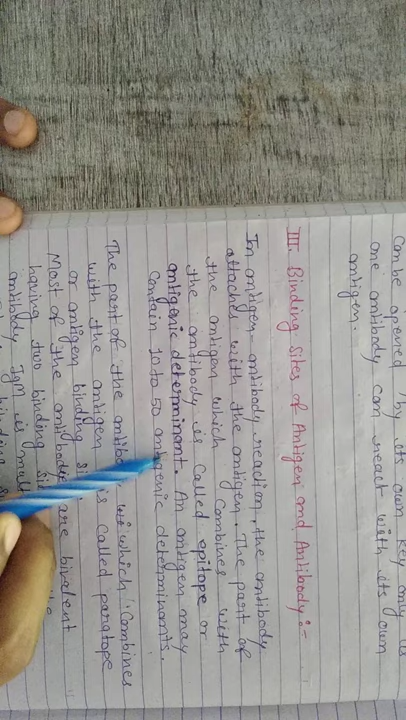 can be opened by its own key only
one antibody can react with its own
antigen.
III. Binding Sites of Antigen and Antibody :-
In antigen antibody reaction, the antibody
attaches with the antigen. The part of
the antigen which combines with
the antibody is called epitope or
antigenic determinant. An antigen may
contain 10 to 50 antigenic determinants.
The part of the which combines
with the antigen is called paratope
or antigen binding
Most of the are bivalent
having two binding
antibody IgM is